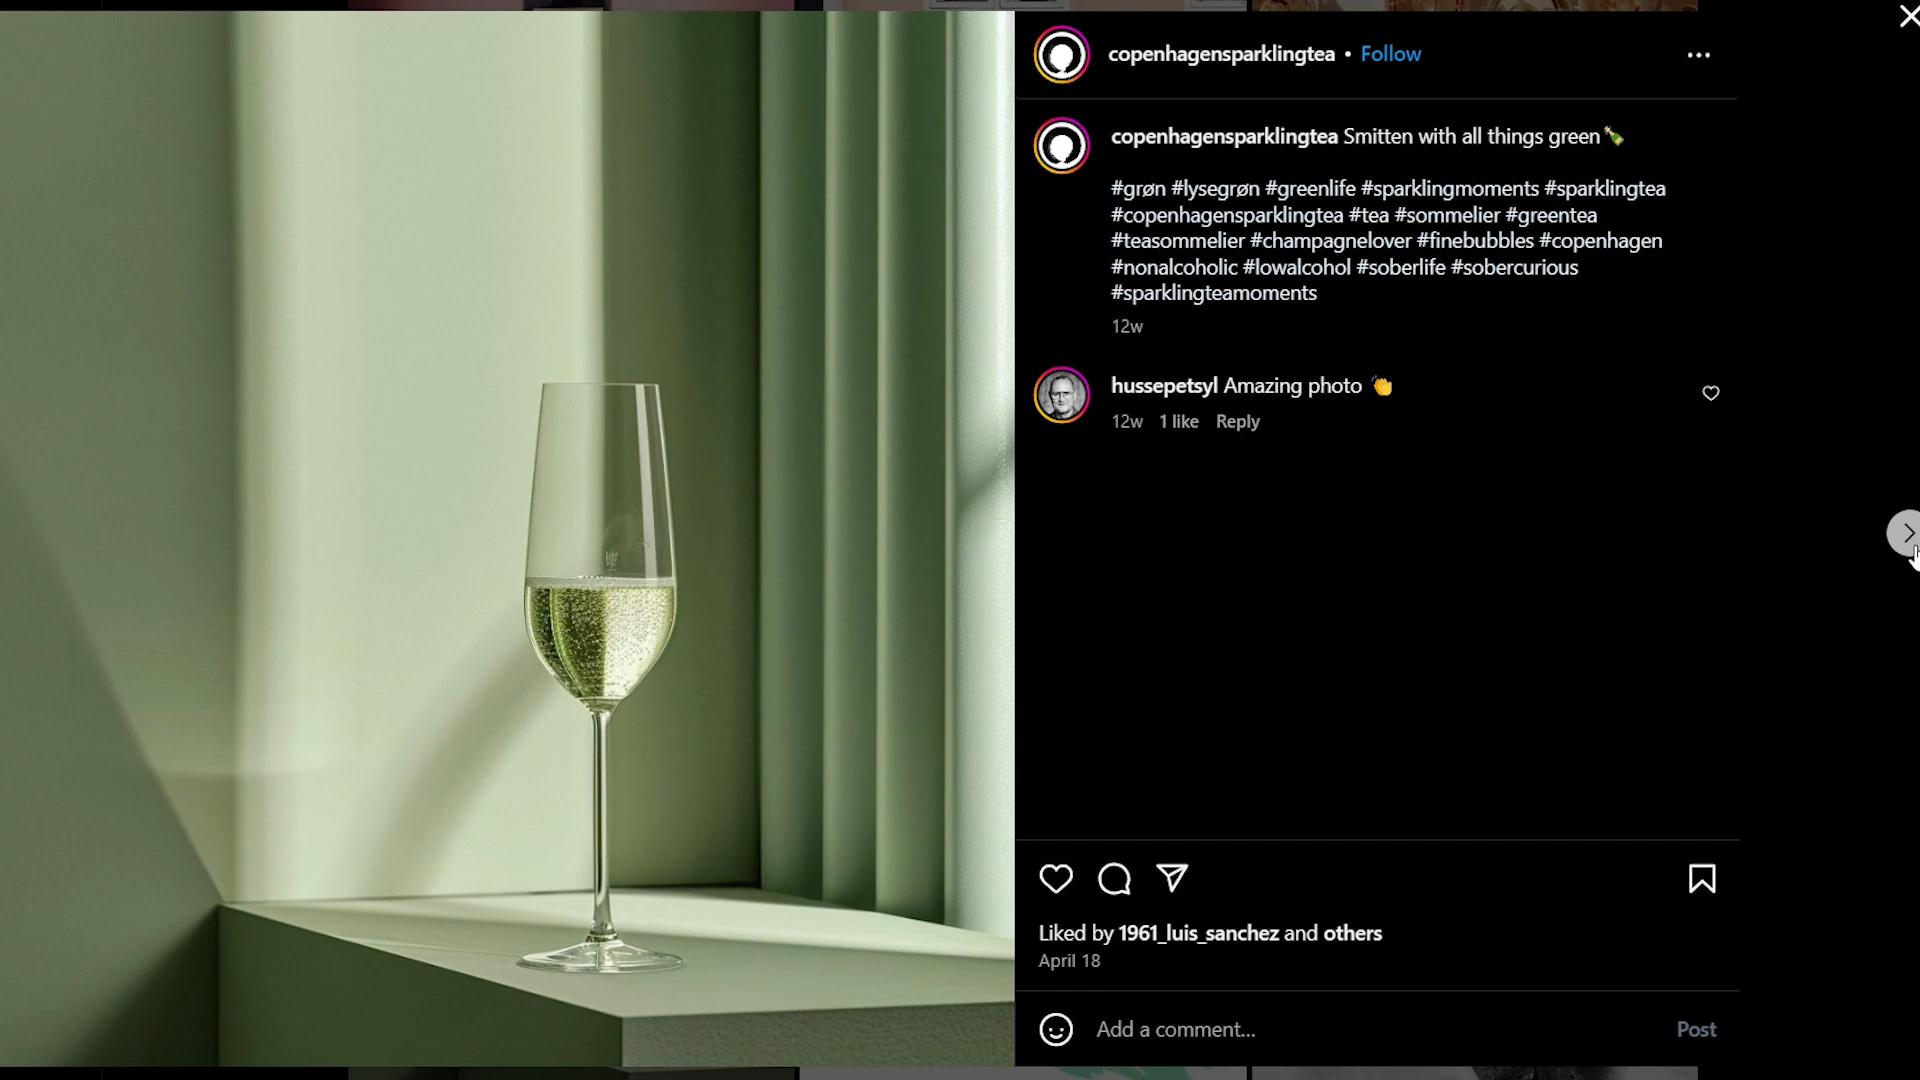 copenhagensparklingtea • Follow
copenhagensparklingtea Smitten with all things green🍾
#grøn #lysegrøn #greenlife #sparklingmoments #sparklingtea
#copenhagensparklingtea #tea #sommelier #greentea
#teasommelier #champagnelover #finebubbles #copenhagen
#nonalcoholic #lowalcohol #soberlife #sobercurious
#sparklingteamoments
12w
hussepetsyl Amazing photo 👏
12w 1 like Reply
Liked by 1961_luis_sanchez and others
April 18
Add a comment... Post